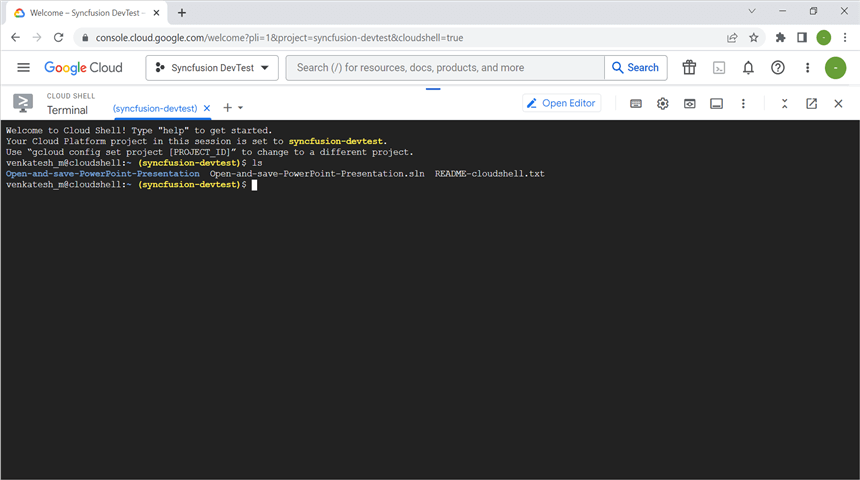 Welcome – Syncfusion DevTest –
console.cloud.google.com/welcome?pli=1&project=syncfusion-devtest&cloudshell=true
Google Cloud Syncfusion DevTest Search (/) for resources, docs, products, and more Search
CLOUD SHELL
Terminal (syncfusion-devtest) Open Editor
Welcome to Cloud Shell! Type "help" to get started.
Your Cloud Platform project in this session is set to syncfusion-devtest.
Use “gcloud config set project [PROJECT_ID]” to change to a different project.
venkatesh_m@cloudshell:~ (syncfusion-devtest)$ ls
Open-and-save-PowerPoint-Presentation Open-and-save-PowerPoint-Presentation.sln README-cloudshell.txt
venkatesh_m@cloudshell:~ (syncfusion-devtest)$